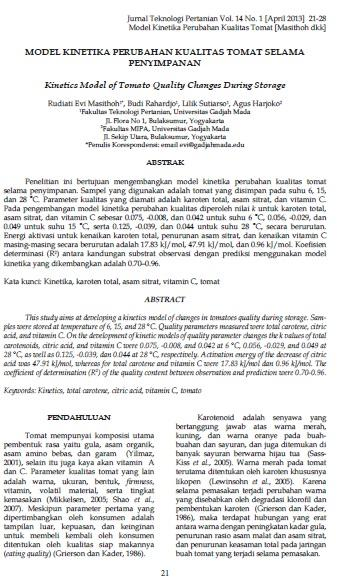 Jurnal Teknologi Pertanian Vol. 14 No. 1 [April 2013] 21-28
Model Kinetika Perubahan Kualitas Tomat [Masithoh dkk]
MODEL KINETIKA PERUBAHAN KUALITAS TOMAT SELAMA
PENYIMPANAN
Kinetics Model of Tomato Quality Changes During Storage
Rudiati Evi Masithoh1*, Budi Rahardjo1, Lilik Sutiarso1, Agus Harjoko2
1Fakultas Teknologi Pertanian, Universitas Gadjah Mada
Jl. Flora No 1, Bulaksumur, Yogyakarta
2Fakultas MIPA, Universitas Gadjah Mada
Jl. Sekip Utara, Bulaksumur, Yogyakarta
*Penulis Korespondensi: email evi@gadjahmada.edu
ABSTRAK
Penelitian ini bertujuan mengembangkan model kinetika perubahan kualitas tomat
selama penyimpanan. Sampel yang digunakan adalah tomat yang disimpan pada suhu 6, 15,
dan 28 °C. Parameter kualitas yang diamati adalah karoten total, asam sitrat, dan vitamin C.
Pada pengembangan model kinetika perubahan kualitas diperoleh nilai k untuk karoten total,
asam sitrat, dan vitamin C sebesar 0.075, -0.008, dan 0.042 untuk suhu 6 °C, 0.056, -0.029, dan
0.049 untuk suhu 15 °C, serta 0.125, -0.039, dan 0.044 untuk suhu 28 °C, secara berurutan.
Energi aktivasi untuk kenaikan karoten total, penurunan asam sitrat, dan kenaikan vitamin C
masing-masing secara berurutan adalah 17.83 kJ/mol, 47.91 kJ/mol, dan 0.96 kJ/mol. Koefisien
determinasi (R2) antara kandungan substrat observasi dengan prediksi menggunakan model
kinetika yang dikembangkan adalah 0.70-0.96.
Kata kunci: Kinetika, karoten total, asam sitrat, vitamin C, tomat
ABSTRACT
This study aims at developing a kinetics model of changes in tomatoes quality during storage. Sam-
ples were stored at temperature of 6, 15, and 28 °C. Quality parameters measured were total carotene, citric
acid, and vitamin C. On the development of kinetic models of quality parameter changes the k values of total
carotenoids, citric acid, and vitamin C were 0.075, -0.008, and 0.042 at 6 °C, 0.056, -0.029, and 0.049 at
28 °C, as well as 0.125, -0.039, dan 0.044 at 28 °C, respectively. Activation energy of the decrease of citric
acid was 47.91 kJ/mol, whereas for total carotene and vitamin C were 17.83 kJ/mol dan 0.96 kJ/mol. The
coefficient of determination (R2) of the quality content between observation and prediction were 0.70-0.96.
Keywords: Kinetics, total carotene, citric acid, vitamin C, tomato
PENDAHULUAN
Tomat mempunyai komposisi utama
pembentuk rasa yaitu gula, asam organik,
asam amino bebas, dan garam (Yilmaz,
2001), selain itu juga kaya akan vitamin A
dan C. Parameter kualitas tomat yang lain
adalah warna, ukuran, bentuk, firmness,
vitamin, volatil material, serta tingkat
kemasakan (Mikkelsen, 2005; Shao et al.,
2007). Meskipun parameter pertama yang
dipertimbangkan oleh konsumen adalah
tampilan luar, kepuasan, dan keinginan
untuk membeli kembali oleh konsumen
ditentukan oleh kualitas siap makannya
(eating quality) (Grierson dan Kader, 1986).
Karotenoid adalah senyawa yang
bertanggung jawab atas warna merah,
kuning, dan warna oranye pada buah-
buahan dan sayuran, dan juga ditemukan di
banyak sayuran berwarna hijau tua (Sass-
Kiss et al., 2005). Warna merah pada tomat
terutama ditentukan oleh karoten khususnya
likopen (Lewinsohn et al., 2005). Karena
selama pemasakan terjadi perubahan warna
yang disebabkan oleh degradasi klorofil dan
pembentukan karoten (Grierson dan Kader,
1986), maka terdapat hubungan yang erat
antara warna dengan peningkatan kadar gula,
penurunan rasio asam malat dan asam sitrat,
dan penurunan keasaman total pada jaringan
buah tomat yang terjadi selama pemasakan.
21